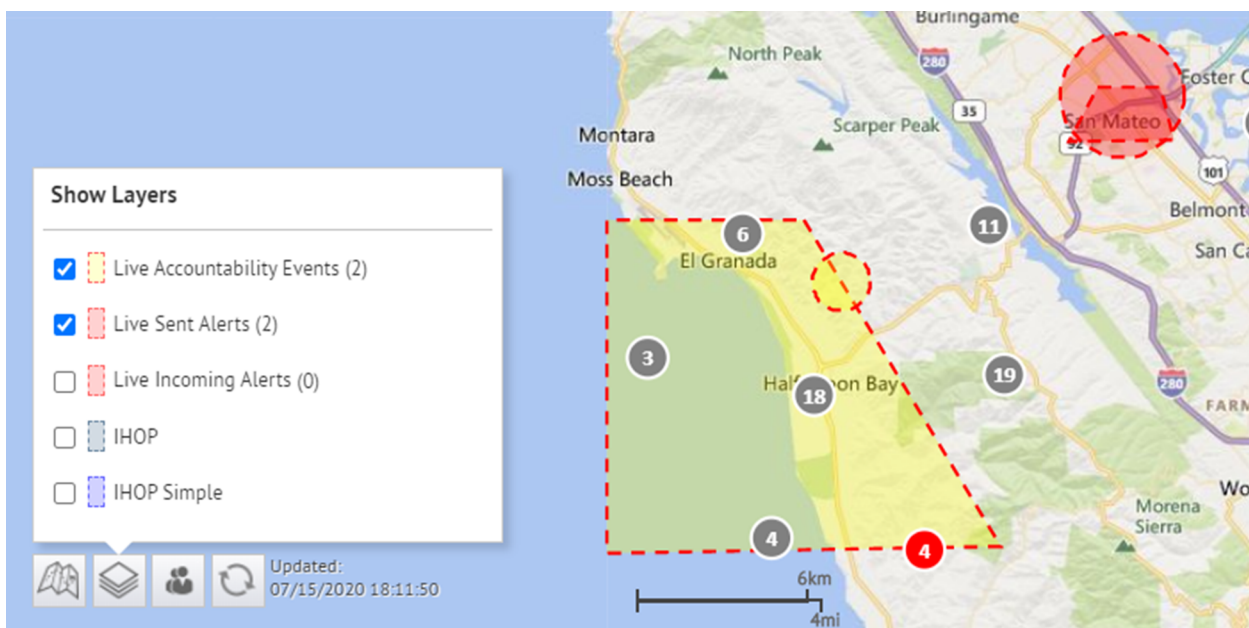 Burlingame
North Peak
280
Foster C
35
San Mateo
Scarper Peak
92
Montara
101
Moss Beach
Belmont
Show Layers
11
6
San Ca
El Granada
Live Accountability Events (2)
Live Sent Alerts (2)
3
19
Live Incoming Alerts (0)
Half Moon Bay
280
18
FARM
IHOP
IHOP Simple
Wo
Morena
Sierra
4
4
Updated:
07/15/2020 18:11:50
6km
4mi